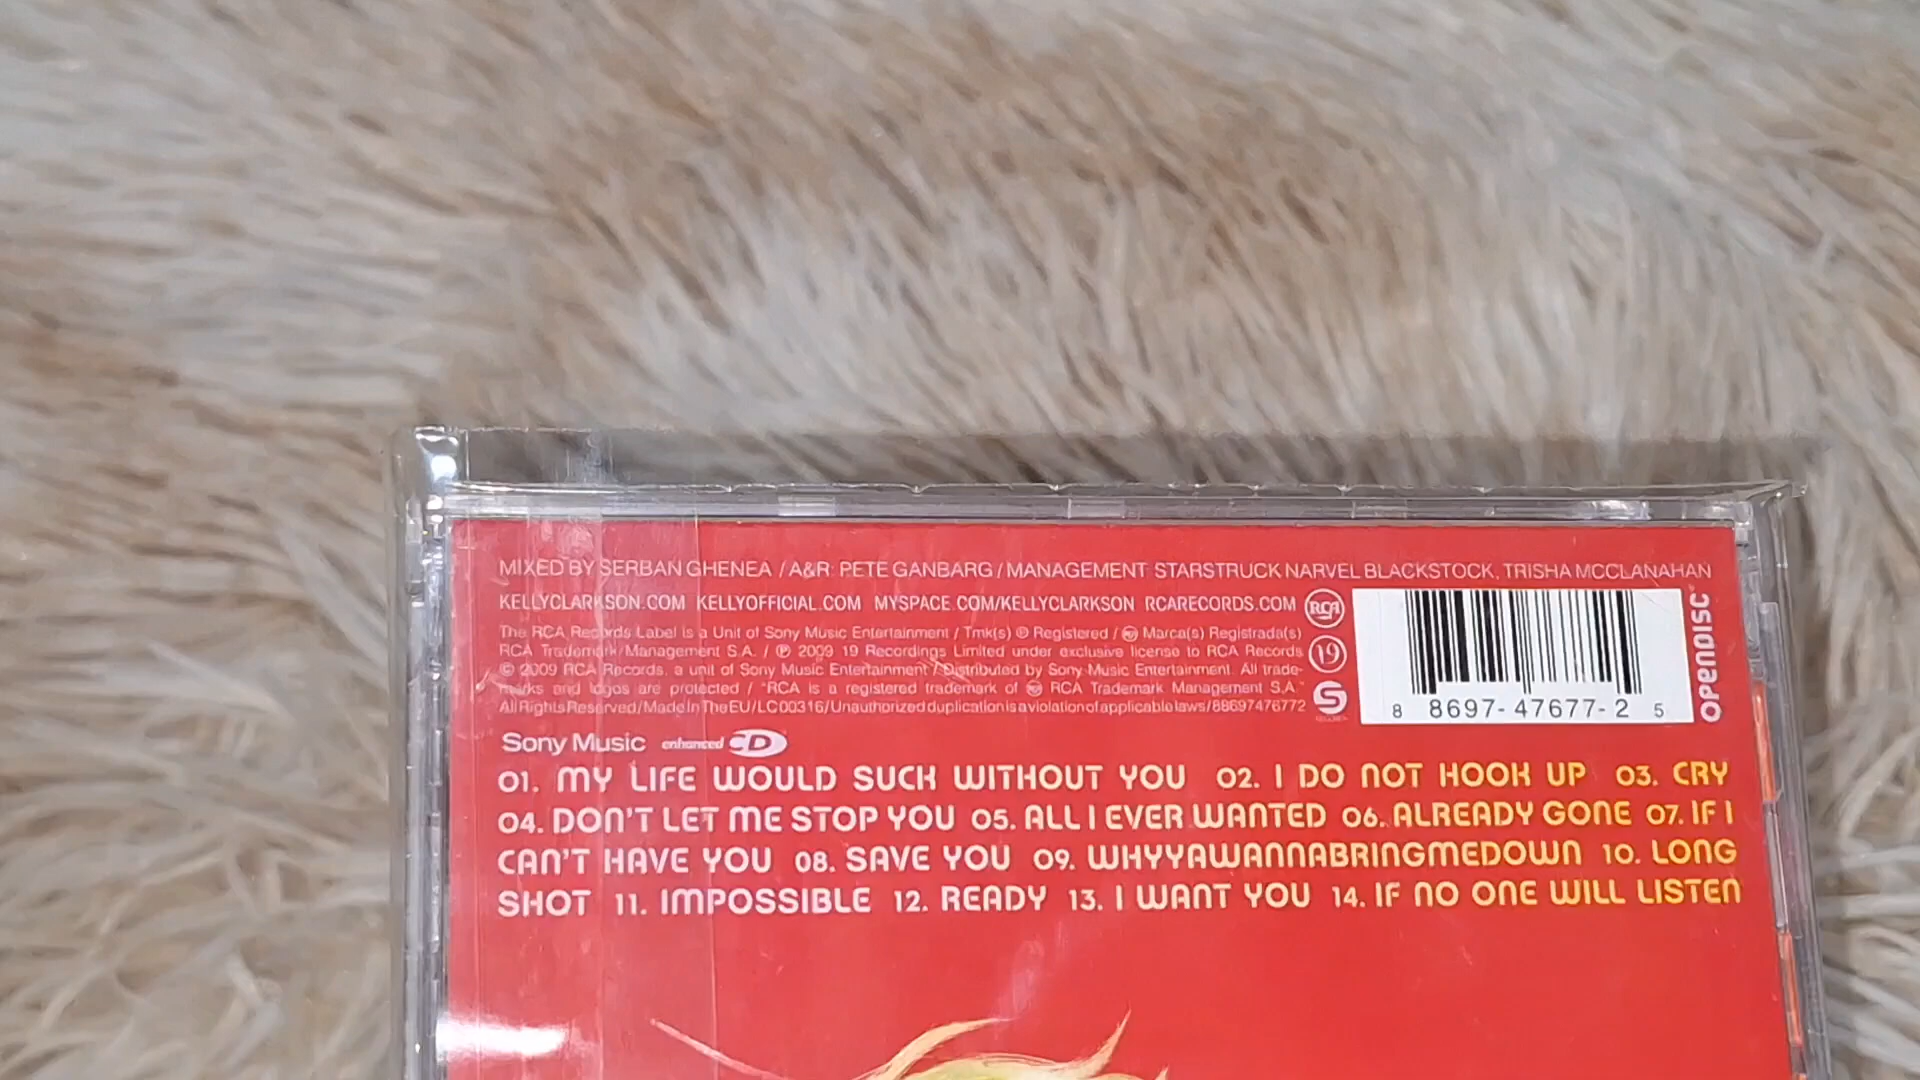 MIXED BY SERBAN GHENEA / A&R: PETE GANBARG / MANAGEMENT STARSTRUCK NARVEL BLACKSTOCK, TRISHA MCCLANAHAN
KELLYCLARKSON.COM KELLYOFFICIAL.COM MYSPACE.COM/KELLYCLARKSON RCARECORDS.COM
The RCA Records Label is a Unit of Sony Music Entertainment / Tmk(s) ® Registered / Marca(s) Registrada(s)
RCA Trademark Management S.A. / ℗ 2009 19 Recordings Limited under exclusive license to RCA Records
© 2009 RCA Records, a unit of Sony Music Entertainment / Distributed by Sony Music Entertainment. All trade-
marks and logos are protected / "RCA is a registered trademark of RCA Trademark Management S.A."
All Rights Reserved/Made In The EU/LC00316/Unauthorized duplication is a violation of applicable laws/88697476772
RCA
19
S
8 8697-47677-2 5
OPENDISC
Sony Music enhanced CD
01. MY LIFE WOULD SUCK WITHOUT YOU 02. I DO NOT HOOK UP 03. CRY
04. DON'T LET ME STOP YOU 05. ALL I EVER WANTED 06. ALREADY GONE 07. IF I
CAN'T HAVE YOU 08. SAVE YOU 09. WHYYAWANNABRINGMEDOWN 10. LONG
SHOT 11. IMPOSSIBLE 12. READY 13. I WANT YOU 14. IF NO ONE WILL LISTEN